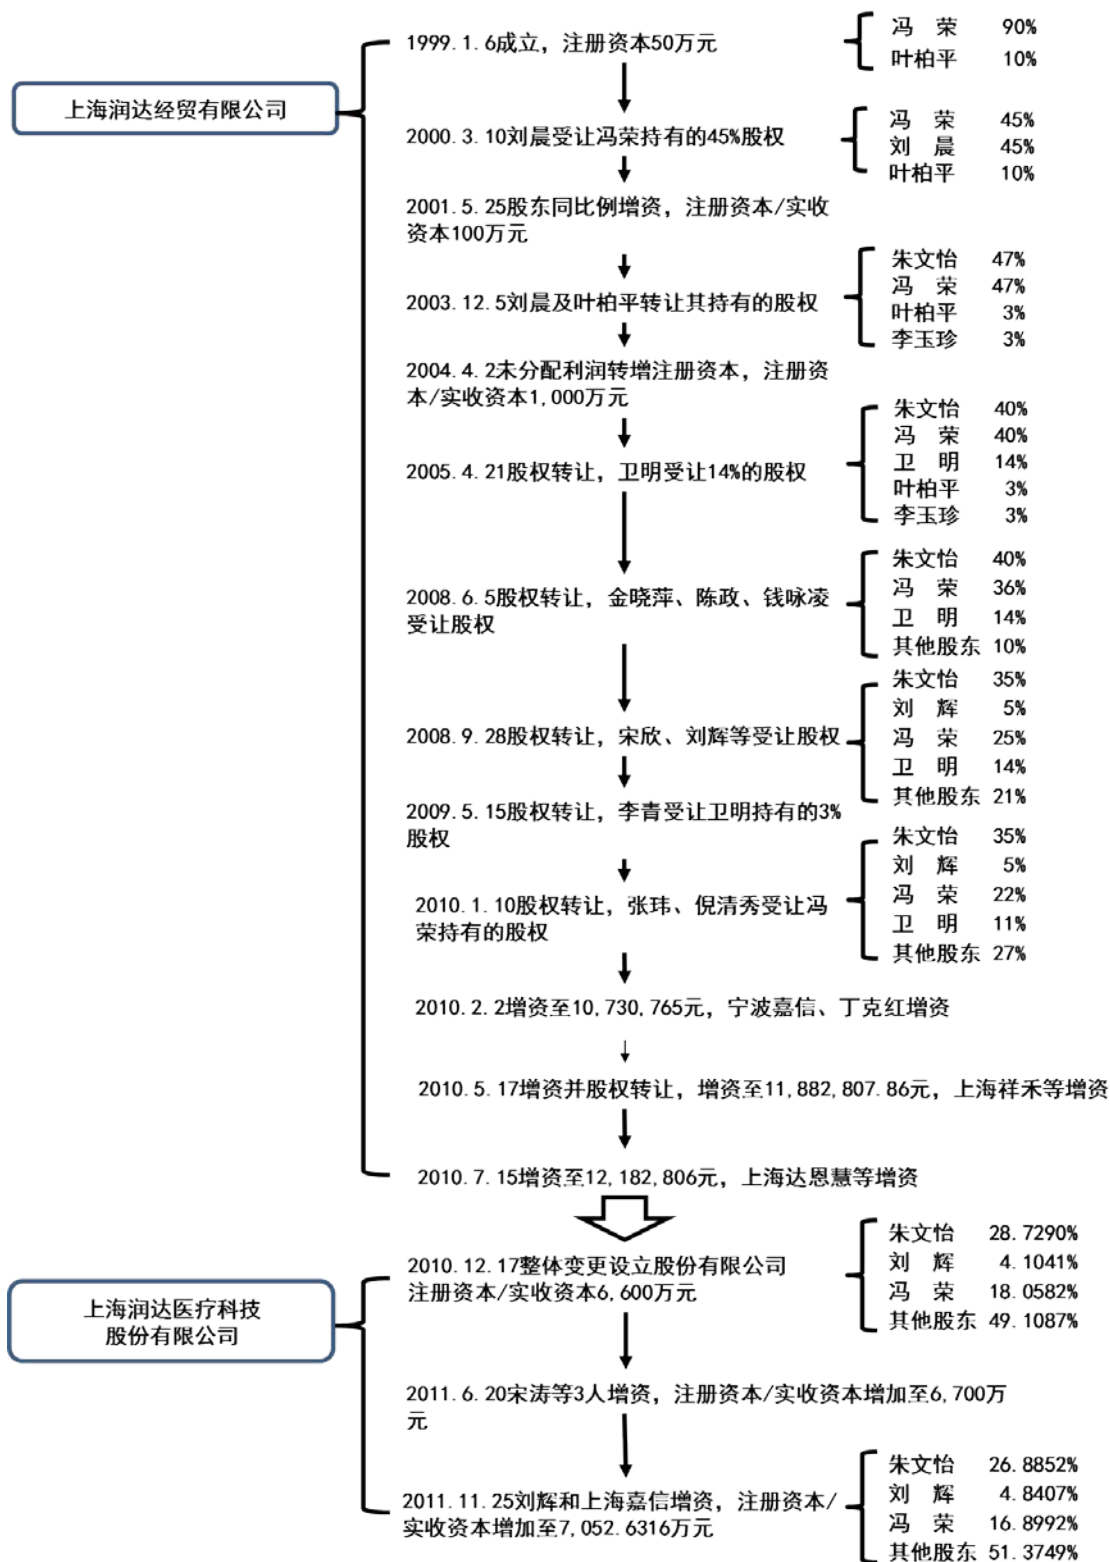 1999.1.6成立，注册资本50万元
冯　荣 90%
叶柏平 10%
上海润达经贸有限公司
2000.3.10刘晨受让冯荣持有的45%股权
冯　荣 45%
刘　晨 45%
叶柏平 10%
2001.5.25股东同比例增资，注册资本/实收
资本100万元
2003.12.5刘晨及叶柏平转让其持有的股权
朱文怡 47%
冯　荣 47%
叶柏平 3%
李玉珍 3%
2004.4.2未分配利润转增注册资本，注册资
本/实收资本1,000万元
2005.4.21股权转让，卫明受让14%的股权
朱文怡 40%
冯　荣 40%
卫　明 14%
叶柏平 3%
李玉珍 3%
2008.6.5股权转让，金晓萍、陈政、钱咏凌
受让股权
朱文怡 40%
冯　荣 36%
卫　明 14%
其他股东 10%
2008.9.28股权转让，宋欣、刘辉等受让股权
朱文怡 35%
刘　辉 5%
冯　荣 25%
卫　明 14%
其他股东 21%
2009.5.15股权转让，李青受让卫明持有的3%
股权
2010.1.10股权转让，张玮、倪清秀受让冯
荣持有的股权
朱文怡 35%
刘　辉 5%
冯　荣 22%
卫　明 11%
其他股东 27%
2010.2.2增资至10,730,765元，宁波嘉信、丁克红增资
2010.5.17增资并股权转让，增资至11,882,807.86元，上海祥禾等增资
2010.7.15增资至12,182,806元，上海达恩慧等增资
2010.12.17整体变更设立股份有限公司
注册资本/实收资本6,600万元
朱文怡 28.7290%
刘　辉 4.1041%
冯　荣 18.0582%
其他股东 49.1087%
上海润达医疗科技
股份有限公司
2011.6.20宋涛等3人增资，注册资本/实收资本增加至6,700万
元
2011.11.25刘辉和上海嘉信增资，注册资本/
实收资本增加至7,052.6316万元
朱文怡 26.8852%
刘　辉 4.8407%
冯　荣 16.8992%
其他股东 51.3749%